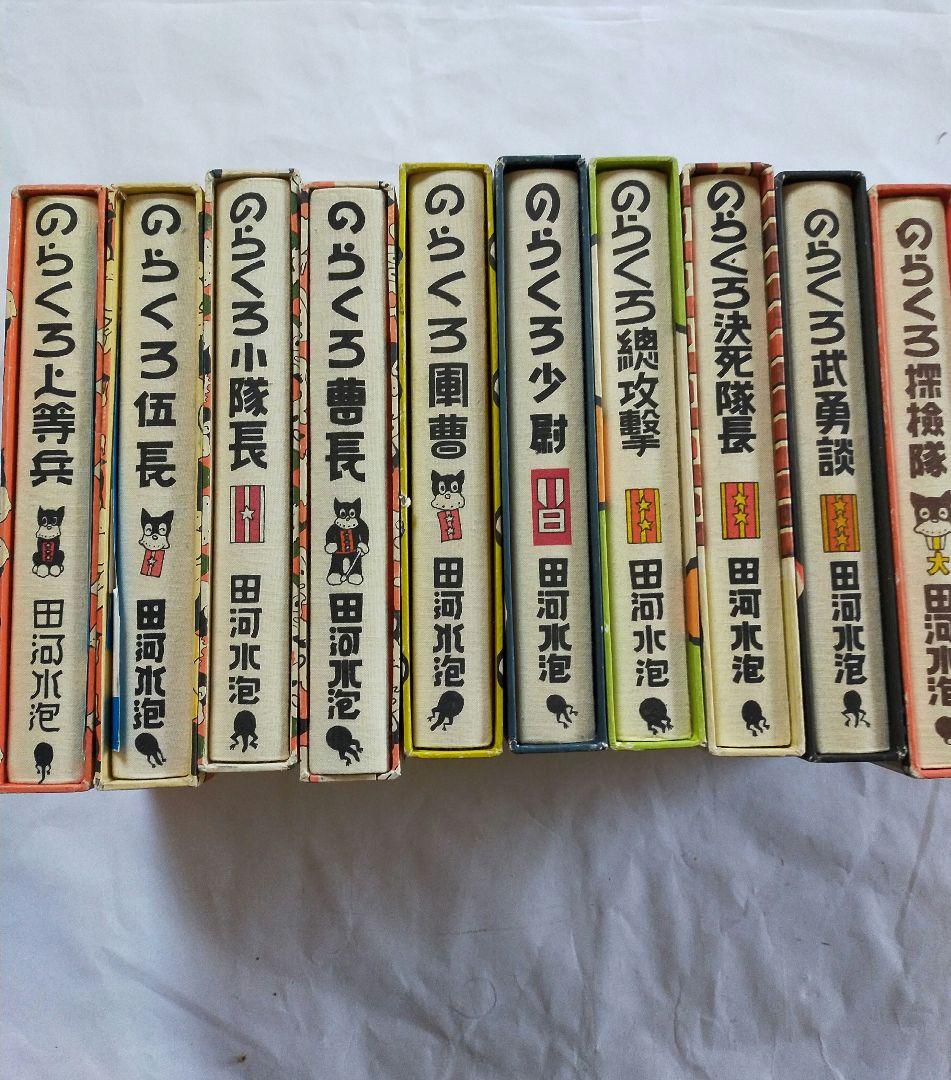 のらくろ上等兵
田河水泡
のらくろ伍長
田河水泡
のらくろ小隊長
田河水泡
のらくろ曹長
田河水泡
のらくろ軍曹
田河水泡
のらくろ少尉
田河水泡
のらくろ總攻撃
田河水泡
のらくろ決死隊長
田河水泡
のらくろ武勇談
田河水泡
のらくろ探検隊
大
田河水泡